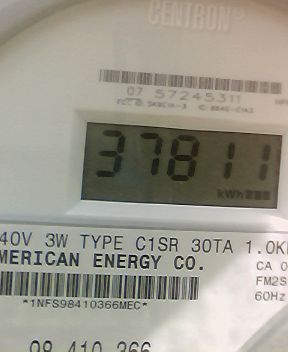 CENTRON®
07 57245311
37811
kWh
40V 3W TYPE C1SR 30TA 1.0K
MERICAN ENERGY CO.
CA 0
FM2S
60Hz
*1NFS98410366MEC*
98 410 366